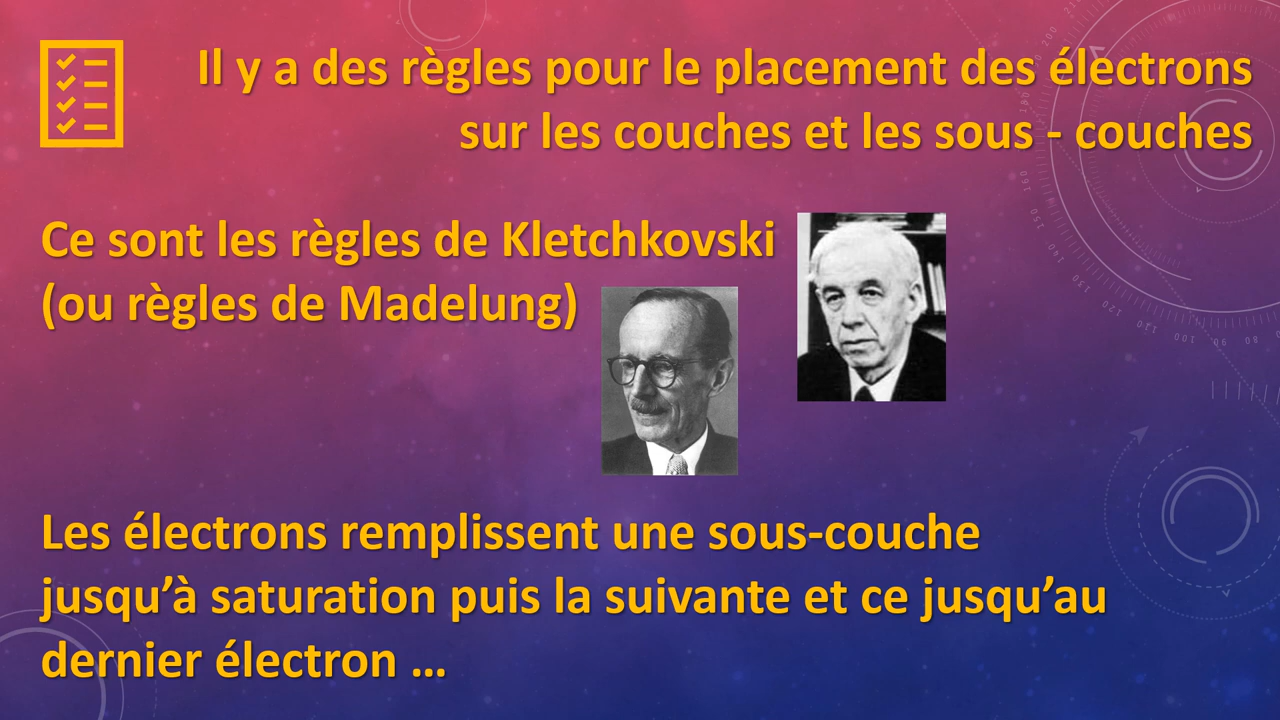 Il y a des règles pour le placement des électrons
sur les couches et les sous - couches
Ce sont les règles de Kletchkovski
(ou règles de Madelung)
Les électrons remplissent une sous-couche
jusqu’à saturation puis la suivante et ce jusqu’au
dernier électron …